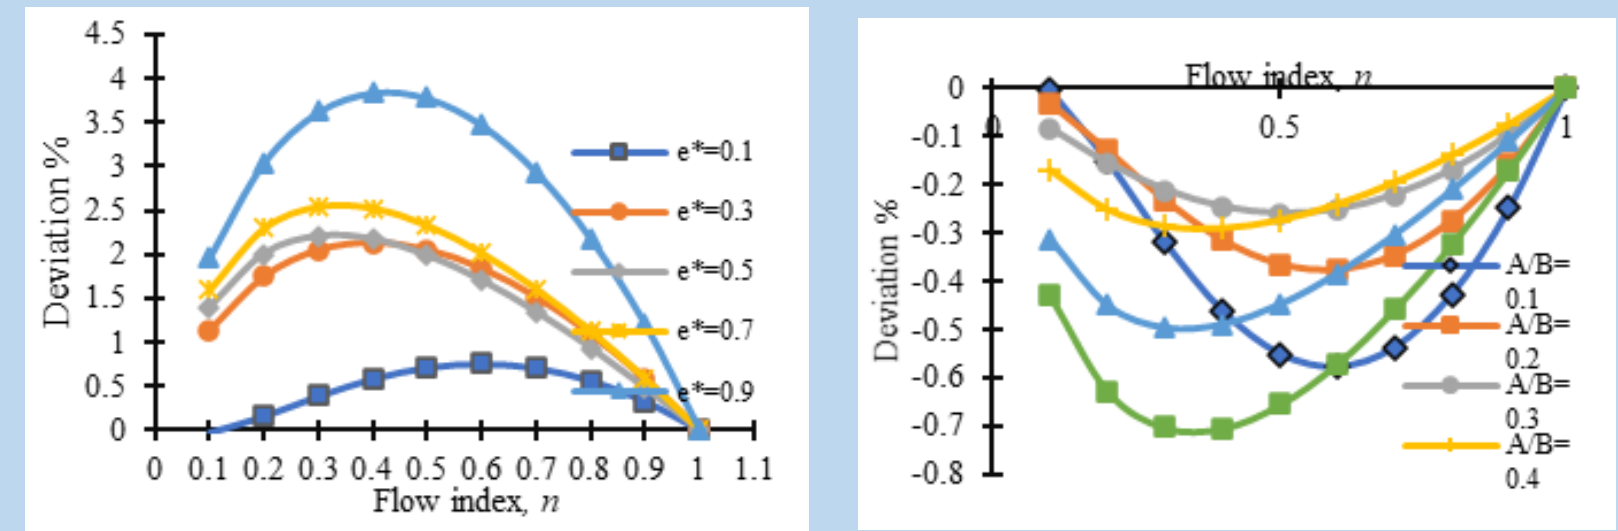 Deviation %
4.5
4
3.5
3
2.5
2
1.5
1
0.5
0
0 0.1 0.2 0.3 0.4 0.5 0.6 0.7 0.8 0.9 1 1.1
Flow index, n
e*=0.1
e*=0.3
e*=0.5
e*=0.7
e*=0.9
Flow index, n
Deviation %
0
-0.1
-0.2
-0.3
-0.4
-0.5
-0.6
-0.7
-0.8
0 0.5 1
A/B=
0.1
A/B=
0.2
A/B=
0.3
A/B=
0.4